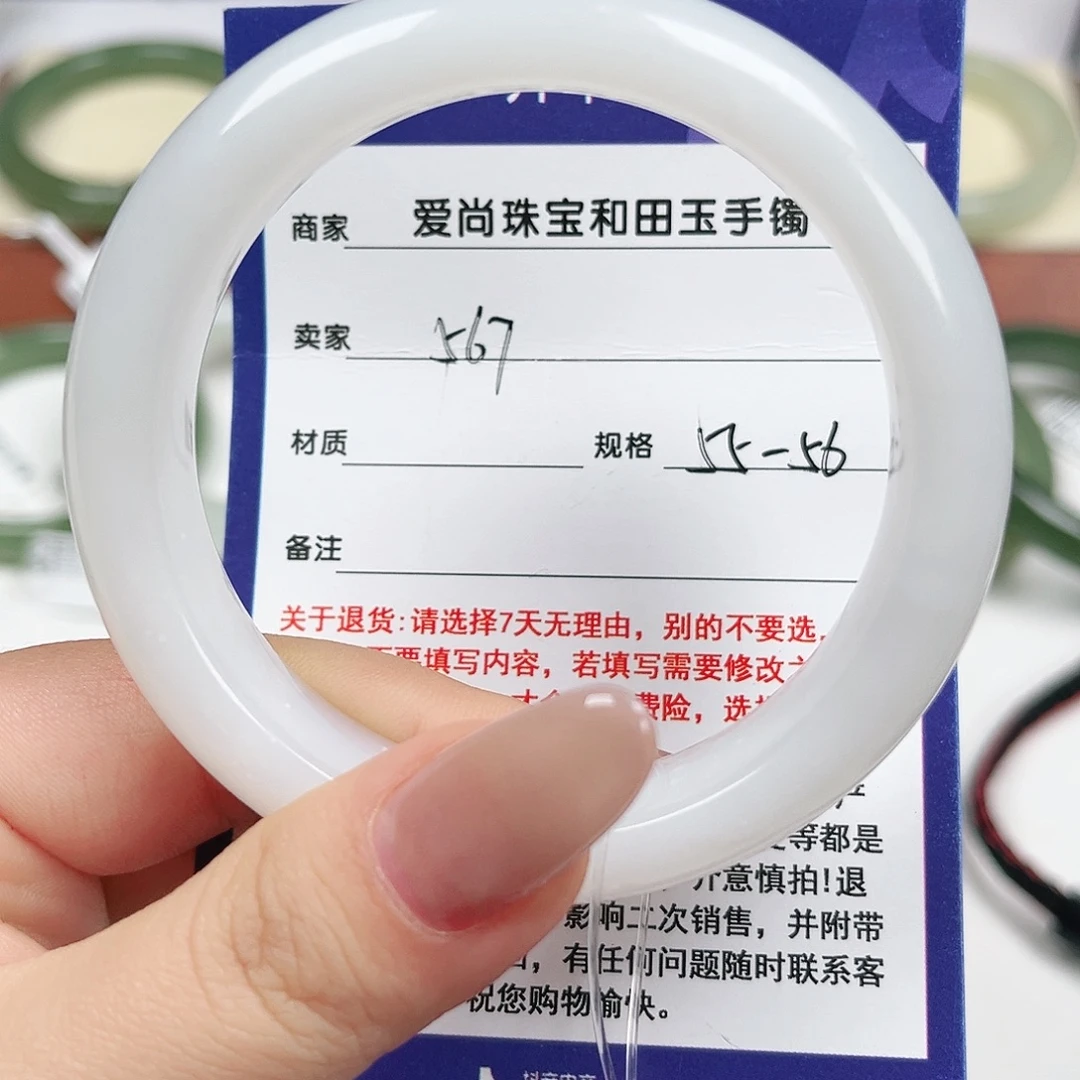 商家 爱尚珠宝和田玉手镯
卖家 567
材质 规格 55-56
备注
关于退货:请选择7天无理由，别的不要选，
要填写内容，若填写需要修改
费险，选
等都是
介意慎拍!退
影响二次销售，并附带
，有任何问题随时联系客
祝您购物愉快。